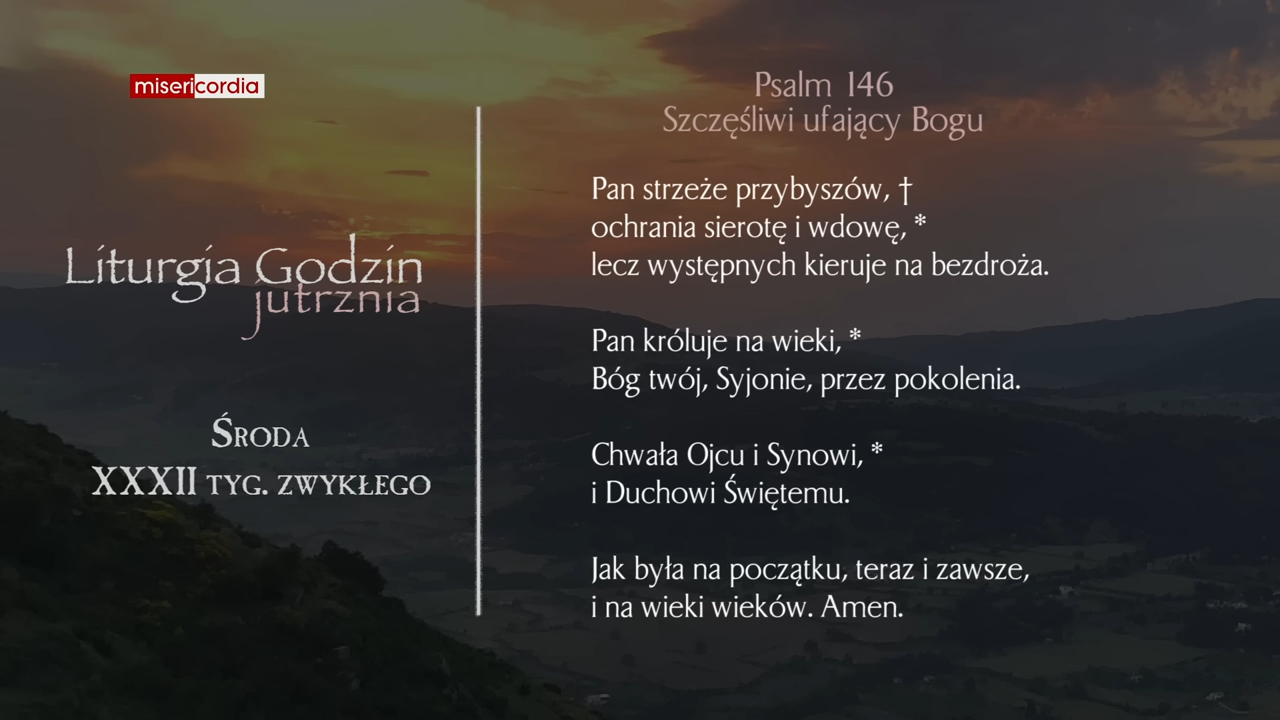 misericordia
Liturgia Godzin
jutrznia
Środa
XXXII tyg. zwykłego
Psalm 146
Szczęśliwi ufający Bogu
Pan strzeże przybyszów, †
ochrania sierotę i wdowę, *
lecz występnych kieruje na bezdroża.
Pan króluje na wieki, *
Bóg twój, Syjonie, przez pokolenia.
Chwała Ojcu i Synowi, *
i Duchowi Świętemu.
Jak była na początku, teraz i zawsze,
i na wieki wieków. Amen.